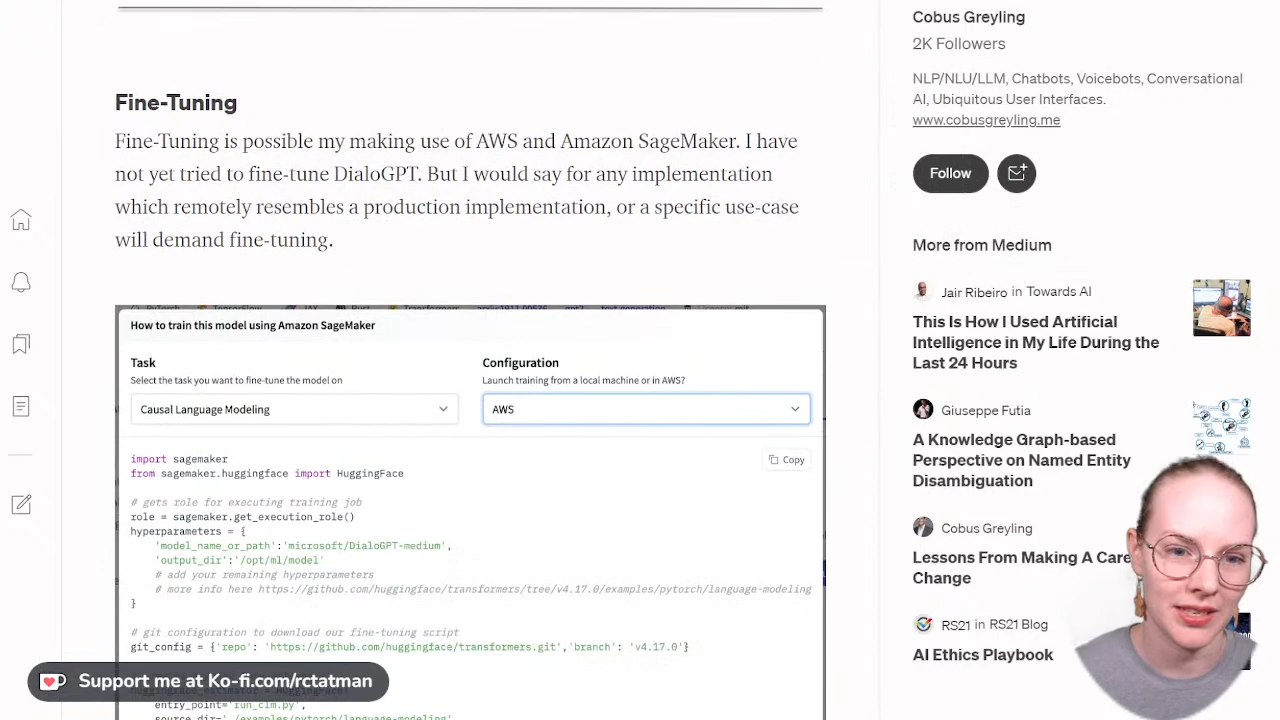 Fine-Tuning
Fine-Tuning is possible my making use of AWS and Amazon SageMaker. I have
not yet tried to fine-tune DialoGPT. But I would say for any implementation
which remotely resembles a production implementation, or a specific use-case
will demand fine-tuning.
How to train this model using Amazon SageMaker
Task
Select the task you want to fine-tune the model on
Causal Language Modeling
Configuration
Launch training from a local machine or in AWS?
AWS
Copy
import sagemaker
from sagemaker.huggingface import HuggingFace
# gets role for executing training job
role = sagemaker.get_execution_role()
hyperparameters = {
'model_name_or_path':'microsoft/DialoGPT-medium',
'output_dir':'/opt/ml/model'
# add your remaining hyperparameters
# more info here https://github.com/huggingface/transformers/tree/v4.17.0/examples/pytorch/language-modeling
}
# git configuration to download our fine-tuning script
git_config = {'repo': 'https://github.com/huggingface/transformers.git','branch': 'v4.17.0'}
entry_point='run_clm.py',
source_dir='./examples/pytorch/language-modeling',
Support me at Ko-fi.com/rctatman
Cobus Greyling
2K Followers
NLP/NLU/LLM, Chatbots, Voicebots, Conversational
AI, Ubiquitous User Interfaces.
www.cobusgreyling.me
Follow
More from Medium
Jair Ribeiro in Towards AI
This Is How I Used Artificial
Intelligence in My Life During the
Last 24 Hours
Giuseppe Futia
A Knowledge Graph-based
Perspective on Named Entity
Disambiguation
Cobus Greyling
Lessons From Making A Care
Change
RS21 in RS21 Blog
AI Ethics Playbook